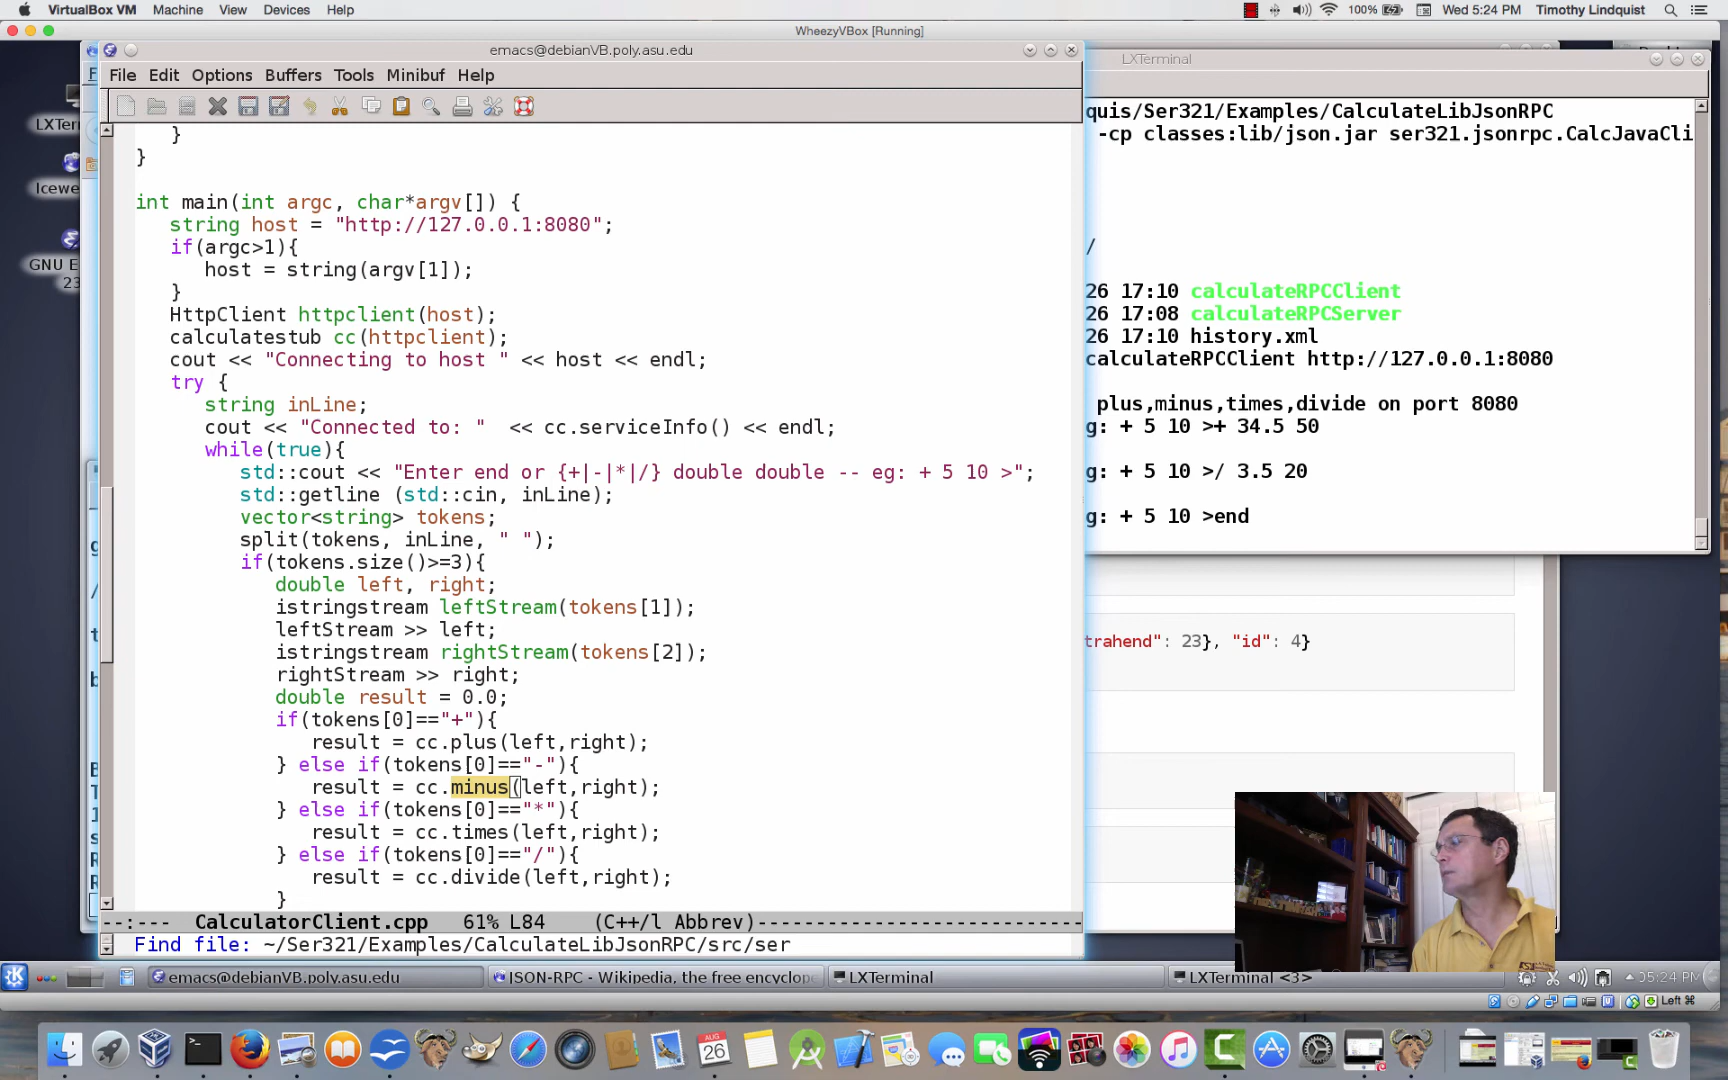 VirtualBox VM Machine View Devices Help
100% Wed 5:24 PM Timothy Lindquist
WheezyVBox [Running]
emacs@debianVB.poly.asu.edu
File Edit Options Buffers Tools Minibuf Help
}
}
int main(int argc, char*argv[]) {
string host = "http://127.0.0.1:8080";
if(argc>1){
host = string(argv[1]);
}
HttpClient httpclient(host);
calculatestub cc(httpclient);
cout << "Connecting to host " << host << endl;
try {
string inLine;
cout << "Connected to: "  << cc.serviceInfo() << endl;
while(true){
std::cout << "Enter end or {+|-|*|/} double double -- eg: + 5 10 >";
std::getline (std::cin, inLine);
vector<string> tokens;
split(tokens, inLine, " ");
if(tokens.size()>=3){
double left, right;
istringstream leftStream(tokens[1]);
leftStream >> left;
istringstream rightStream(tokens[2]);
rightStream >> right;
double result = 0.0;
if(tokens[0]=="+"){
result = cc.plus(left,right);
} else if(tokens[0]=="-"){
result = cc.minus(left,right);
} else if(tokens[0]=="*"){
result = cc.times(left,right);
} else if(tokens[0]=="/"){
result = cc.divide(left,right);
}
--:--- CalculatorClient.cpp 61% L84 (C++/l Abbrev)----------------------------
Find file: ~/Ser321/Examples/CalculateLibJsonRPC/src/ser
LXTerminal
quis/Ser321/Examples/CalculateLibJsonRPC
-cp classes:lib/json.jar ser321.jsonrpc.CalcJavaCli
/
26 17:10 calculateRPCClient
26 17:08 calculateRPCServer
26 17:10 history.xml
calculateRPCClient http://127.0.0.1:8080
plus,minus,times,divide on port 8080
g: + 5 10 >+ 34.5 50
g: + 5 10 >/ 3.5 20
g: + 5 10 >end
trahend": 23}, "id": 4}
LXTer
Icewe
GNU E
23
emacs@debianVB.poly.asu.edu
JSON-RPC - Wikipedia, the free encyclop
LXTerminal
LXTerminal <3>
05:24 PM
Left ⌘
AUG
26